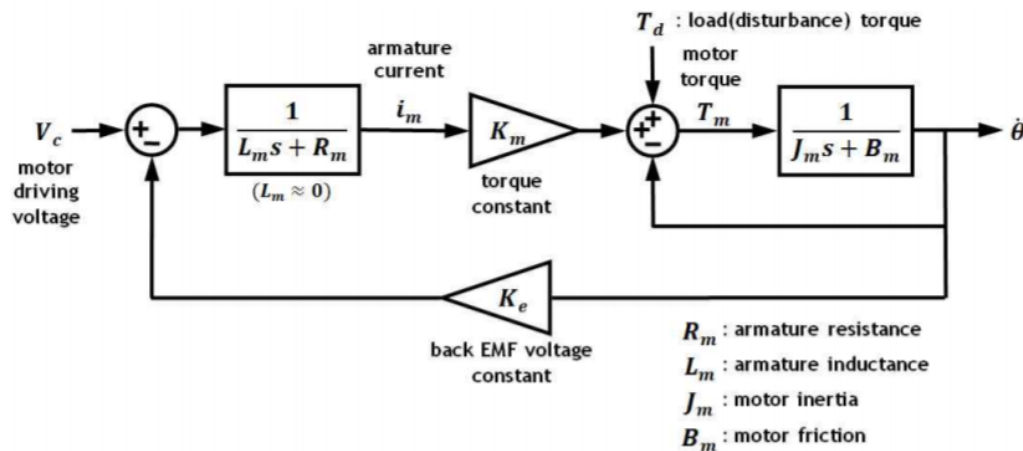 T_d : load(disturbance) torque
armature
current
motor
torque
V_c
+
−
1
L_m s + R_m
(L_m ≈ 0)
i_m
K_m
+
+
−
T_m
1
J_m s + B_m
θ̇
motor
driving
voltage
torque
constant
K_e
back EMF voltage
constant
R_m : armature resistance
L_m : armature inductance
J_m : motor inertia
B_m : motor friction